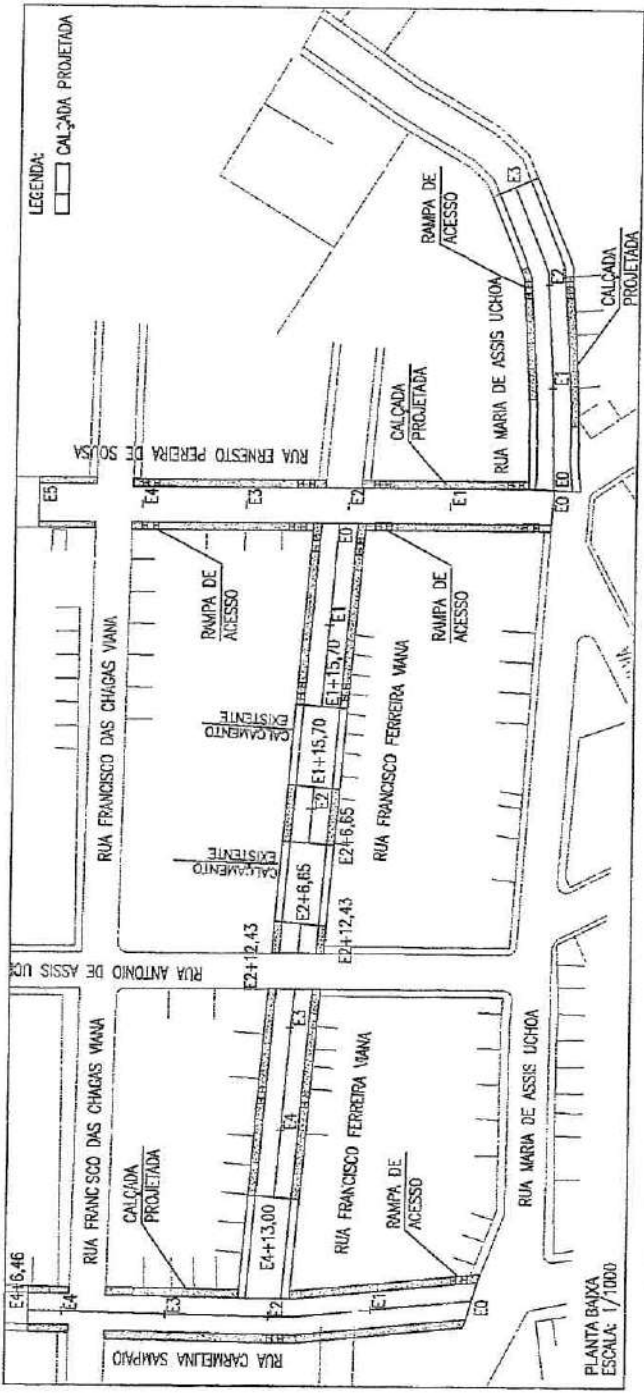 LEGENDA:
CALÇADA PROJETADA
RUA FRANCISCO DAS CHAGAS VIANA
RUA ERNESTO PEREIRA DE SOUSA
E5
E4
E3
E2
E1
E0
RAMPA DE
ACESSO
CALÇADA
PROJETADA
RUA MARIA DE ASSIS UCHOA
RAMPA DE
ACESSO
E3
E2
E1
E0
CALÇADA
PROJETADA
RAMPA DE
ACESSO
E0
E1
E1+15,70
E1+15,70
CALÇAMENTO
EXISTENTE
E2
E2+6,65
CALÇAMENTO
EXISTENTE
E2+6,65
E2+12,43
E2+12,43
RUA FRANCISCO FERREIRA VIANA
RUA ANTONIO DE ASSIS
RUA FRANCISCO DAS CHAGAS VIANA
E3
E4
E4+13,00
RUA FRANCISCO FERREIRA VIANA
RUA MARIA DE ASSIS UCHOA
CALÇADA
PROJETADA
RAMPA DE
ACESSO
E4+6,46
E4
E3
E2
E1
E0
RUA CARMELINA SAMPAIO
PLANTA BAIXA
ESCALA: 1/1000